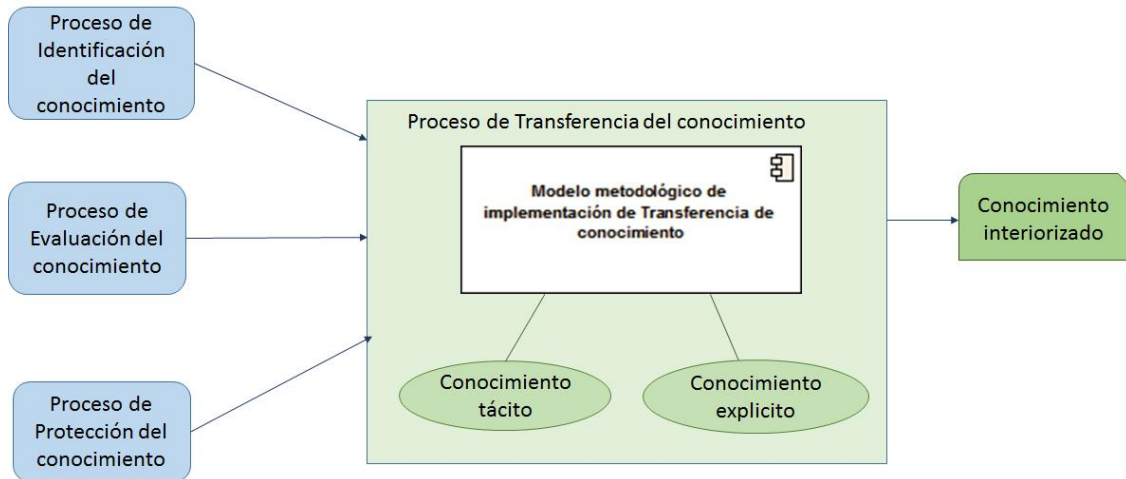 Proceso de
Identificación
del
conocimiento
Proceso de
Evaluación del
conocimiento
Proceso de
Protección del
conocimiento
Proceso de Transferencia del conocimiento
Modelo metodológico de
implementación de Transferencia de
conocimiento
Conocimiento
tácito
Conocimiento
explicito
Conocimiento
interiorizado